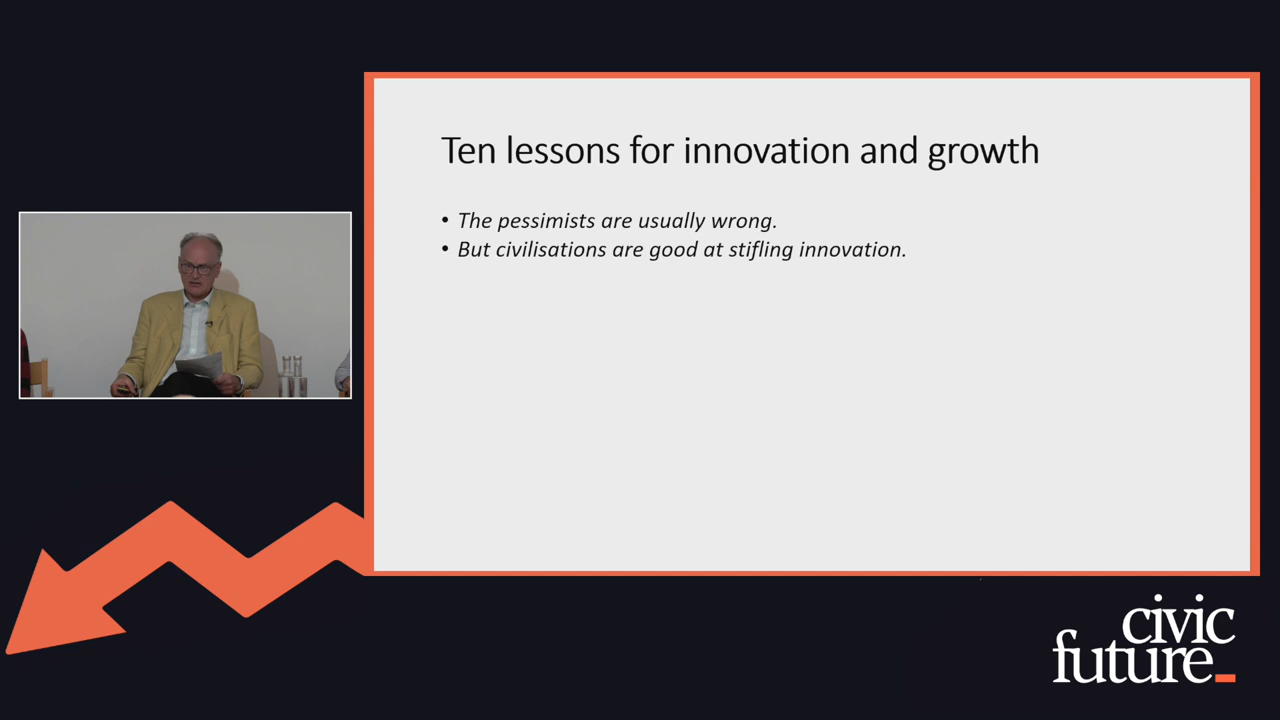 Ten lessons for innovation and growth
• The pessimists are usually wrong.
• But civilisations are good at stifling innovation.
civic
future_